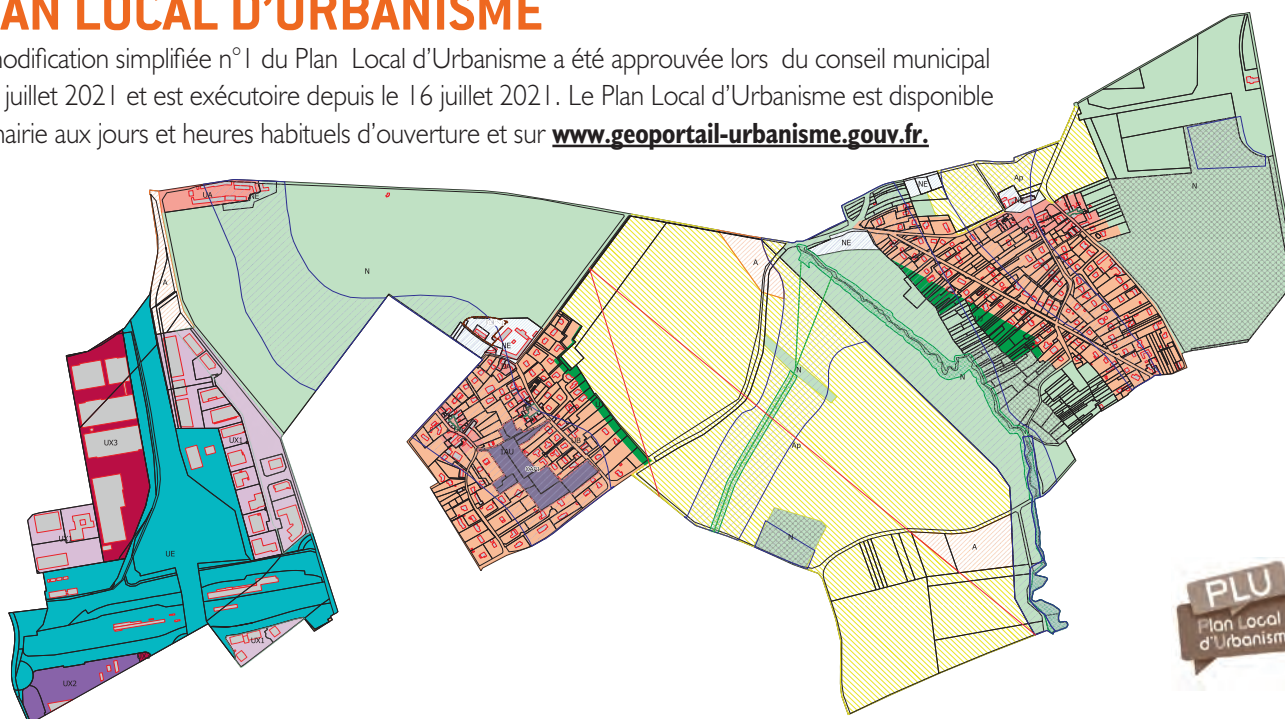 AN LOCAL D'URBANISME
modification simplifiée n°1 du Plan Local d'Urbanisme a été approuvée lors du conseil municipal
juillet 2021 et est exécutoire depuis le 16 juillet 2021. Le Plan Local d'Urbanisme est disponible
mairie aux jours et heures habituels d'ouverture et sur www.geoportail-urbanisme.gouv.fr.
UA
NE
N
A
NE
Ap
N
NE
A
N
NE
UX3
UX1
1AU
UB
N
Ap
N
UX1
UE
N
A
UX1
UX2
PLU
Plan Local
d'Urbanism